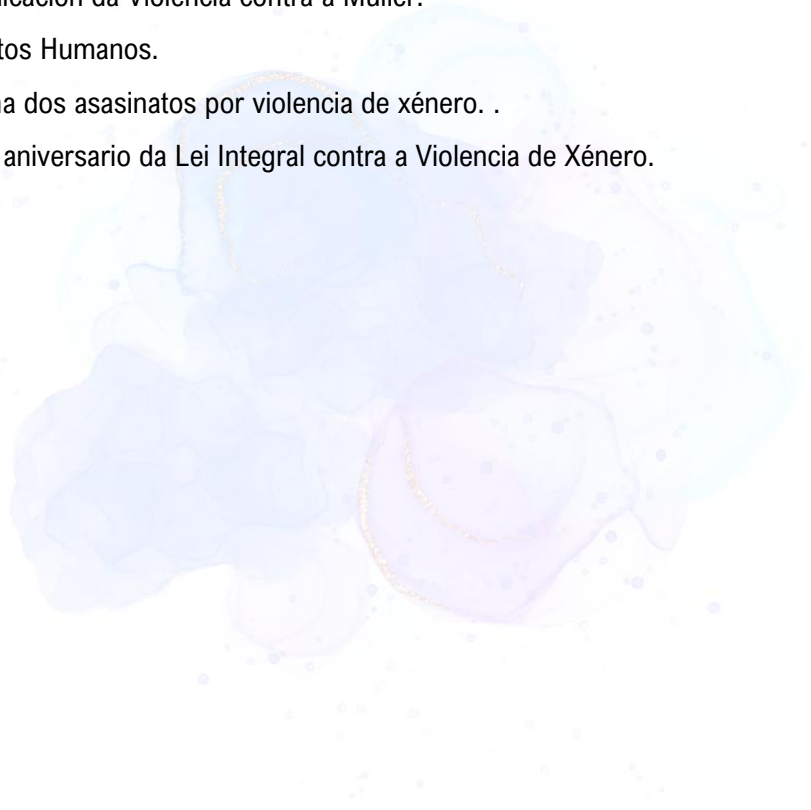 da Violencia contra a Muller.
tos Humanos.
a dos asasinatos por violencia de xénero. .
aniversario da Lei Integral contra a Violencia de Xénero.